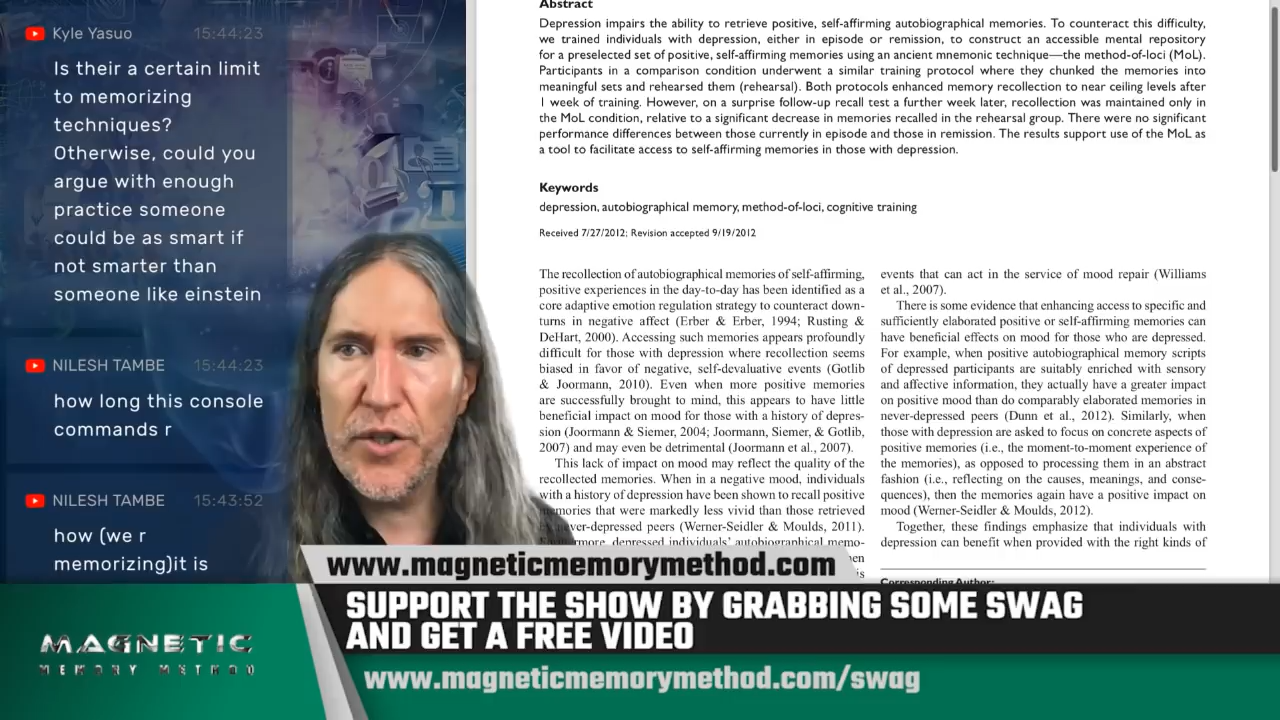 Kyle Yasuo 15:44:23
Is their a certain limit
to memorizing
techniques?
Otherwise, could you
argue with enough
practice someone
could be as smart if
not smarter than
someone like einstein
NILESH TAMBE 15:44:23
how long this console
commands r
NILESH TAMBE 15:43:52
how (we r
memorizing)it is
Abstract
Depression impairs the ability to retrieve positive, self-affirming autobiographical memories. To counteract this difficulty,
we trained individuals with depression, either in episode or remission, to construct an accessible mental repository
for a preselected set of positive, self-affirming memories using an ancient mnemonic technique—the method-of-loci (MoL).
Participants in a comparison condition underwent a similar training protocol where they chunked the memories into
meaningful sets and rehearsed them (rehearsal). Both protocols enhanced memory recollection to near ceiling levels after
1 week of training. However, on a surprise follow-up recall test a further week later, recollection was maintained only in
the MoL condition, relative to a significant decrease in memories recalled in the rehearsal group. There were no significant
performance differences between those currently in episode and those in remission. The results support use of the MoL as
a tool to facilitate access to self-affirming memories in those with depression.
Keywords
depression, autobiographical memory, method-of-loci, cognitive training
Received 7/27/2012; Revision accepted 9/19/2012
The recollection of autobiographical memories of self-affirming,
positive experiences in the day-to-day has been identified as a
core adaptive emotion regulation strategy to counteract down-
turns in negative affect (Erber & Erber, 1994; Rusting &
DeHart, 2000). Accessing such memories appears profoundly
difficult for those with depression where recollection seems
biased in favor of negative, self-devaluative events (Gotlib
& Joormann, 2010). Even when more positive memories
are successfully brought to mind, this appears to have little
beneficial impact on mood for those with a history of depres-
sion (Joormann & Siemer, 2004; Joormann, Siemer, & Gotlib,
2007) and may even be detrimental (Joormann et al., 2007).
This lack of impact on mood may reflect the quality of the
recollected memories. When in a negative mood, individuals
with a history of depression have been shown to recall positive
memories that were markedly less vivid than those retrieved
by never-depressed peers (Werner-Seidler & Moulds, 2011).
depressed individuals' autobiographical memo-
events that can act in the service of mood repair (Williams
et al., 2007).
There is some evidence that enhancing access to specific and
sufficiently elaborated positive or self-affirming memories can
have beneficial effects on mood for those who are depressed.
For example, when positive autobiographical memory scripts
of depressed participants are suitably enriched with sensory
and affective information, they actually have a greater impact
on positive mood than do comparably elaborated memories in
never-depressed peers (Dunn et al., 2012). Similarly, when
those with depression are asked to focus on concrete aspects of
positive memories (i.e., the moment-to-moment experience of
the memories), as opposed to processing them in an abstract
fashion (i.e., reflecting on the causes, meanings, and conse-
quences), then the memories again have a positive impact on
mood (Werner-Seidler & Moulds, 2012).
Together, these findings emphasize that individuals with
depression can benefit when provided with the right kinds of
Corresponding Author:
www.magneticmemorymethod.com
SUPPORT THE SHOW BY GRABBING SOME SWAG
AND GET A FREE VIDEO
www.magneticmemorymethod.com/swag
MAGNETIC
MEMORY METHOD